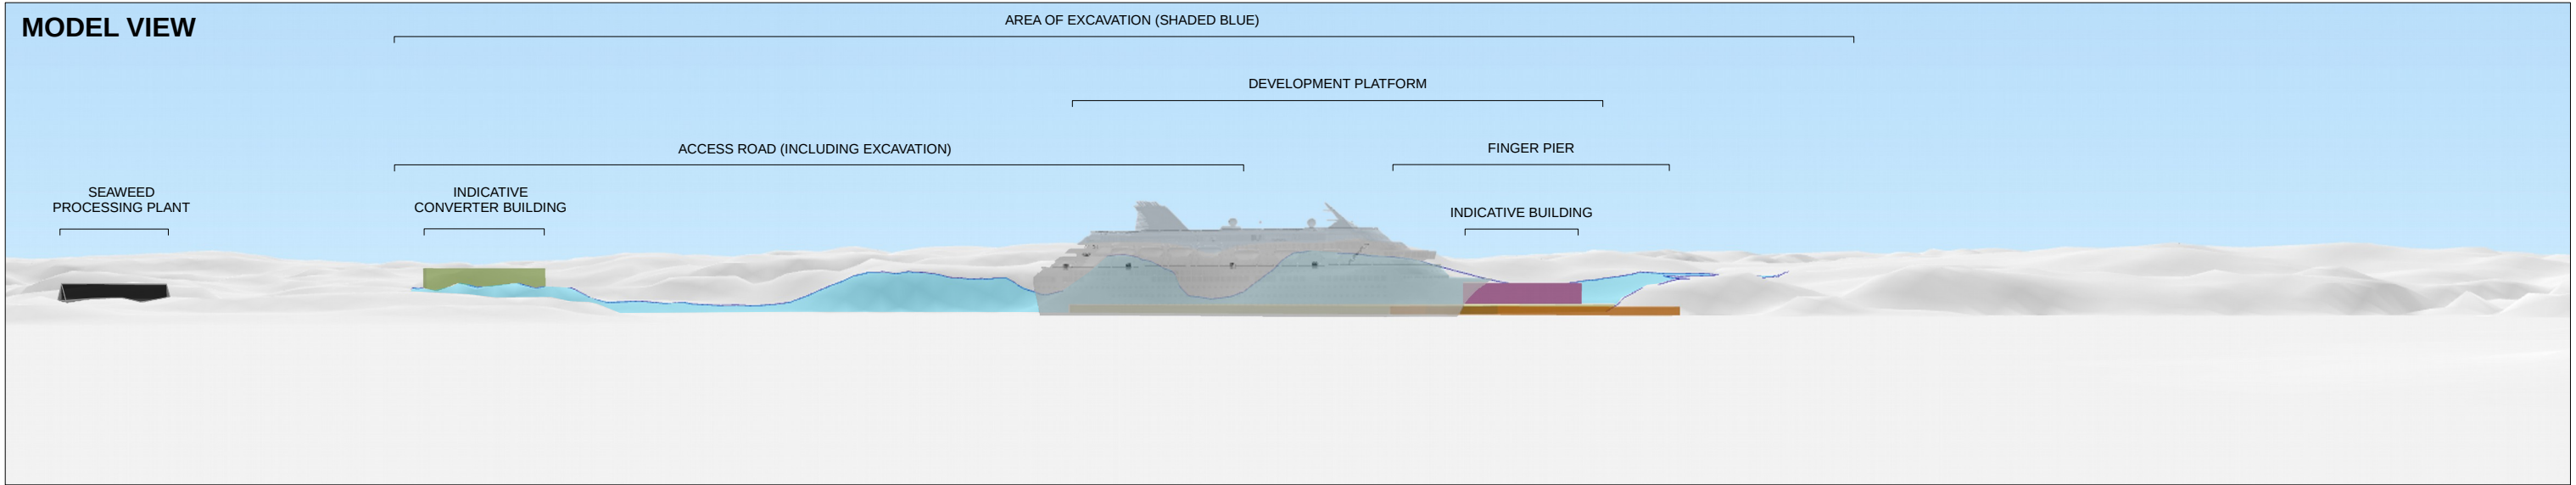 MODEL VIEW
AREA OF EXCAVATION (SHADED BLUE)
DEVELOPMENT PLATFORM
ACCESS ROAD (INCLUDING EXCAVATION)
FINGER PIER
SEAWEED
PROCESSING PLANT
INDICATIVE
CONVERTER BUILDING
INDICATIVE BUILDING